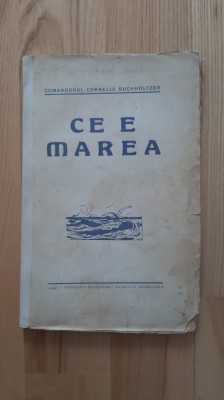 COMANDORUL CORNELIU BUCHHOLTZER
CE E
MAREA